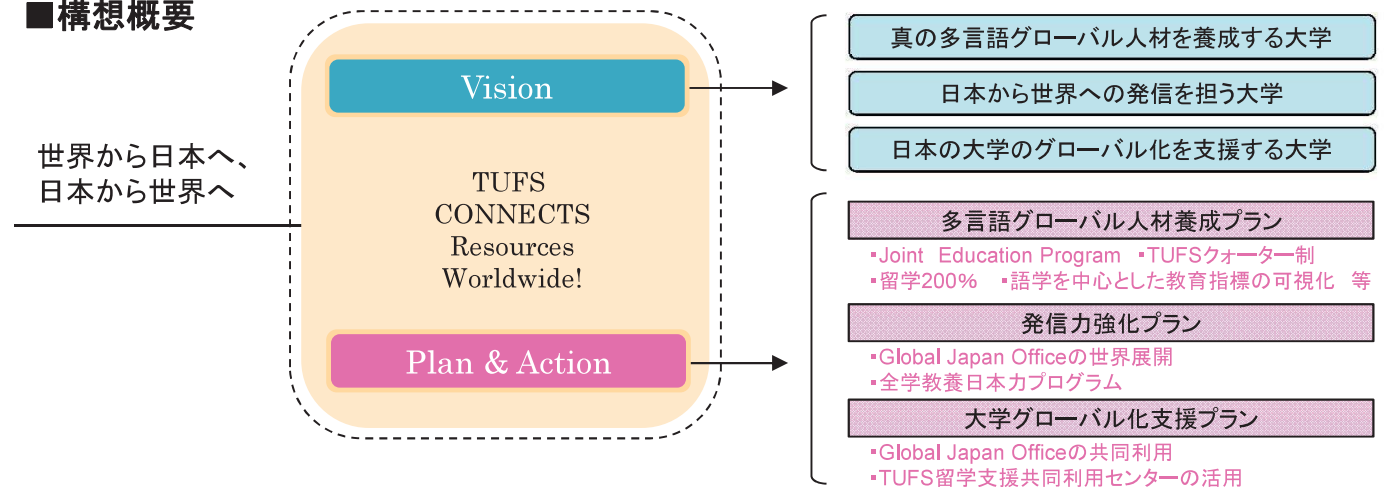 ■構想概要
世界から日本へ、
日本から世界へ
Vision
TUFS
CONNECTS
Resources
Worldwide!
Plan & Action
真の多言語グローバル人材を養成する大学
日本から世界への発信を担う大学
日本の大学のグローバル化を支援する大学
多言語グローバル人材養成プラン
▪Joint Education Program ▪TUFSクォーター制
▪留学200% ▪語学を中心とした教育指標の可視化 等
発信力強化プラン
▪Global Japan Officeの世界展開
▪全学教養日本力プログラム
大学グローバル化支援プラン
▪Global Japan Officeの共同利用
▪TUFS留学支援共同利用センターの活用